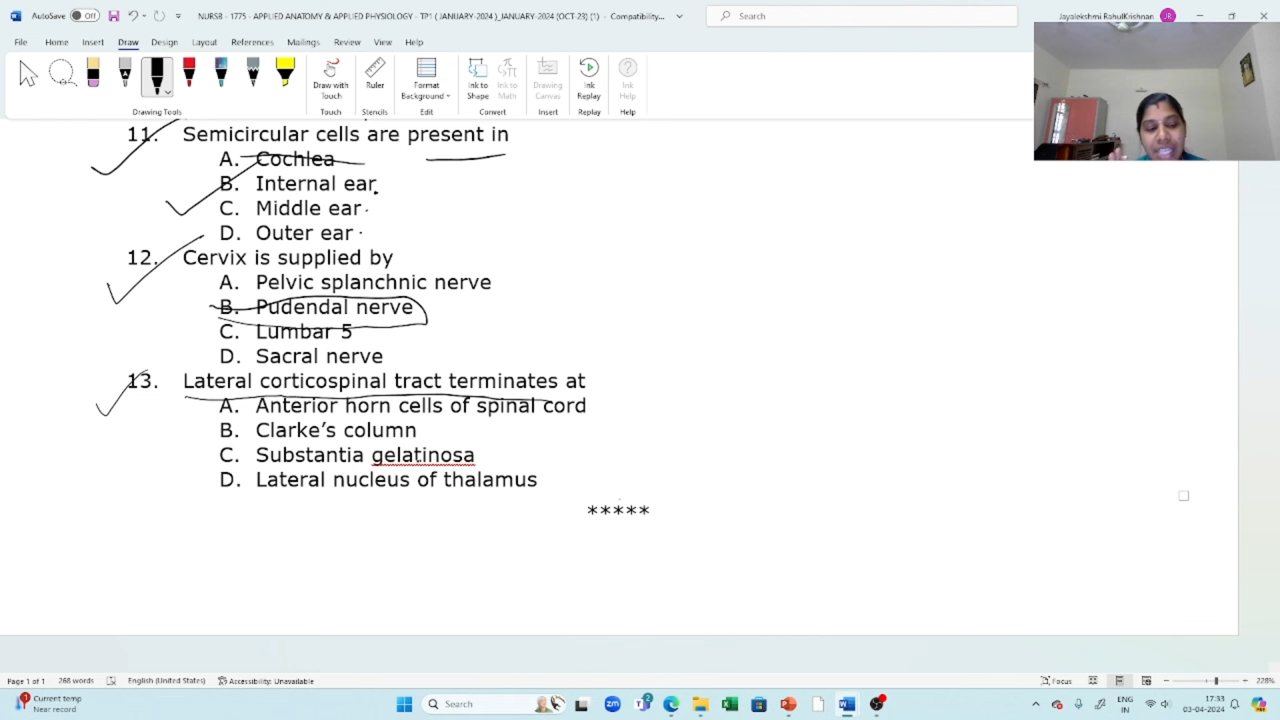 AutoSave Off
NURSB - 1775 - APPLIED ANATOMY & APPLIED PHYSIOLOGY - TP1 ( JANUARY-2024 )_JANUARY-2024 (OCT-23) (1) - Compatibility...
Search
Jayalekshmi RahulKrishnan JR
File Home Insert Draw Design Layout References Mailings Review View Help
Draw with Touch
Ruler
Format Background
Ink to Shape
Ink to Math
Drawing Canvas
Ink Replay
Ink Help
Drawing Tools Touch Stencils Edit Convert Insert Replay Help
11. Semicircular cells are present in
A. Cochlea
B. Internal ear
C. Middle ear
D. Outer ear
12. Cervix is supplied by
A. Pelvic splanchnic nerve
B. Pudendal nerve
C. Lumbar 5
D. Sacral nerve
13. Lateral corticospinal tract terminates at
A. Anterior horn cells of spinal cord
B. Clarke's column
C. Substantia gelatinosa
D. Lateral nucleus of thalamus
*****
Page 1 of 1 268 words English (United States) Accessibility: Unavailable Focus 228%
Current temp
Near record
Search
ENG
IN
17:33
03-04-2024